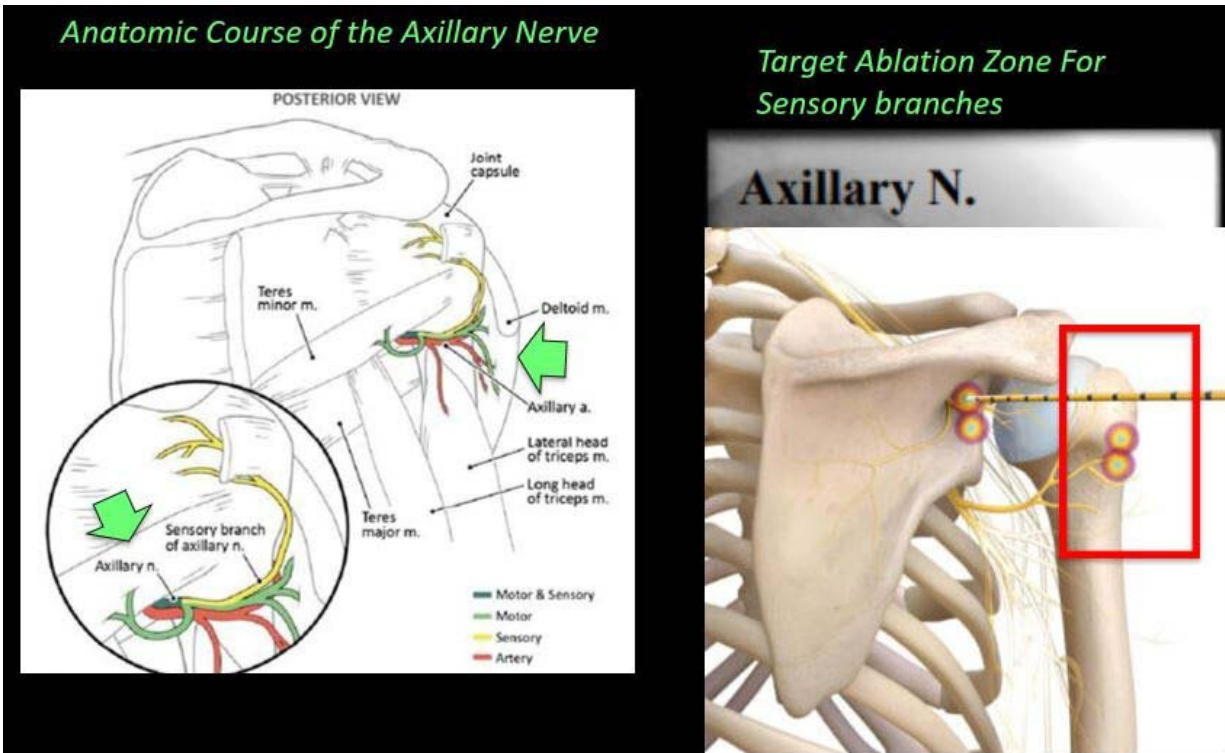 Anatomic Course of the Axillary Nerve
POSTERIOR VIEW
Joint
capsule
Teres
minor m.
Deltoid m.
Axillary a.
Lateral head
of triceps m.
Long head
of triceps m.
Teres
major m.
Sensory branch
of axillary n.
Axillary n.
Motor & Sensory
Motor
Sensory
Artery
Target Ablation Zone For
Sensory branches
Axillary N.